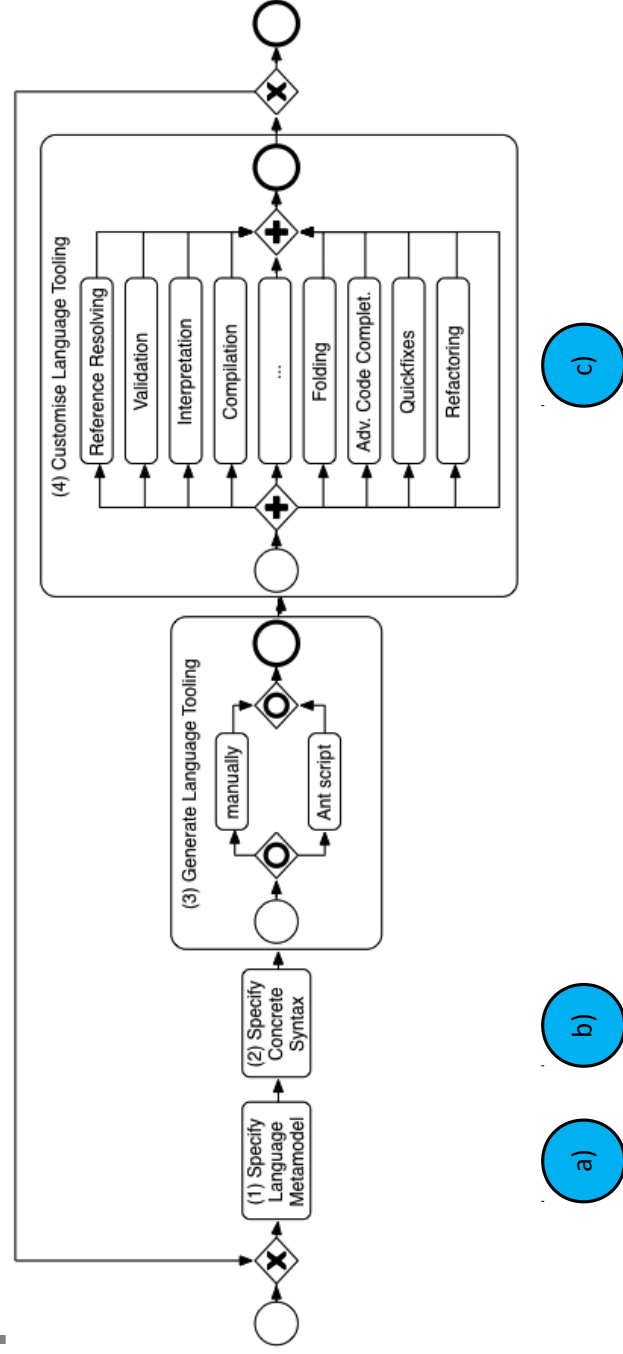 (1) Specify
Language
Metamodel
(2) Specify
Concrete
Syntax
(3) Generate Language Tooling
manually
Ant script
(4) Customise Language Tooling
Reference Resolving
Validation
Interpretation
Compilation
...
Folding
Adv. Code Complet.
Quickfixes
Refactoring
a)
b)
c)